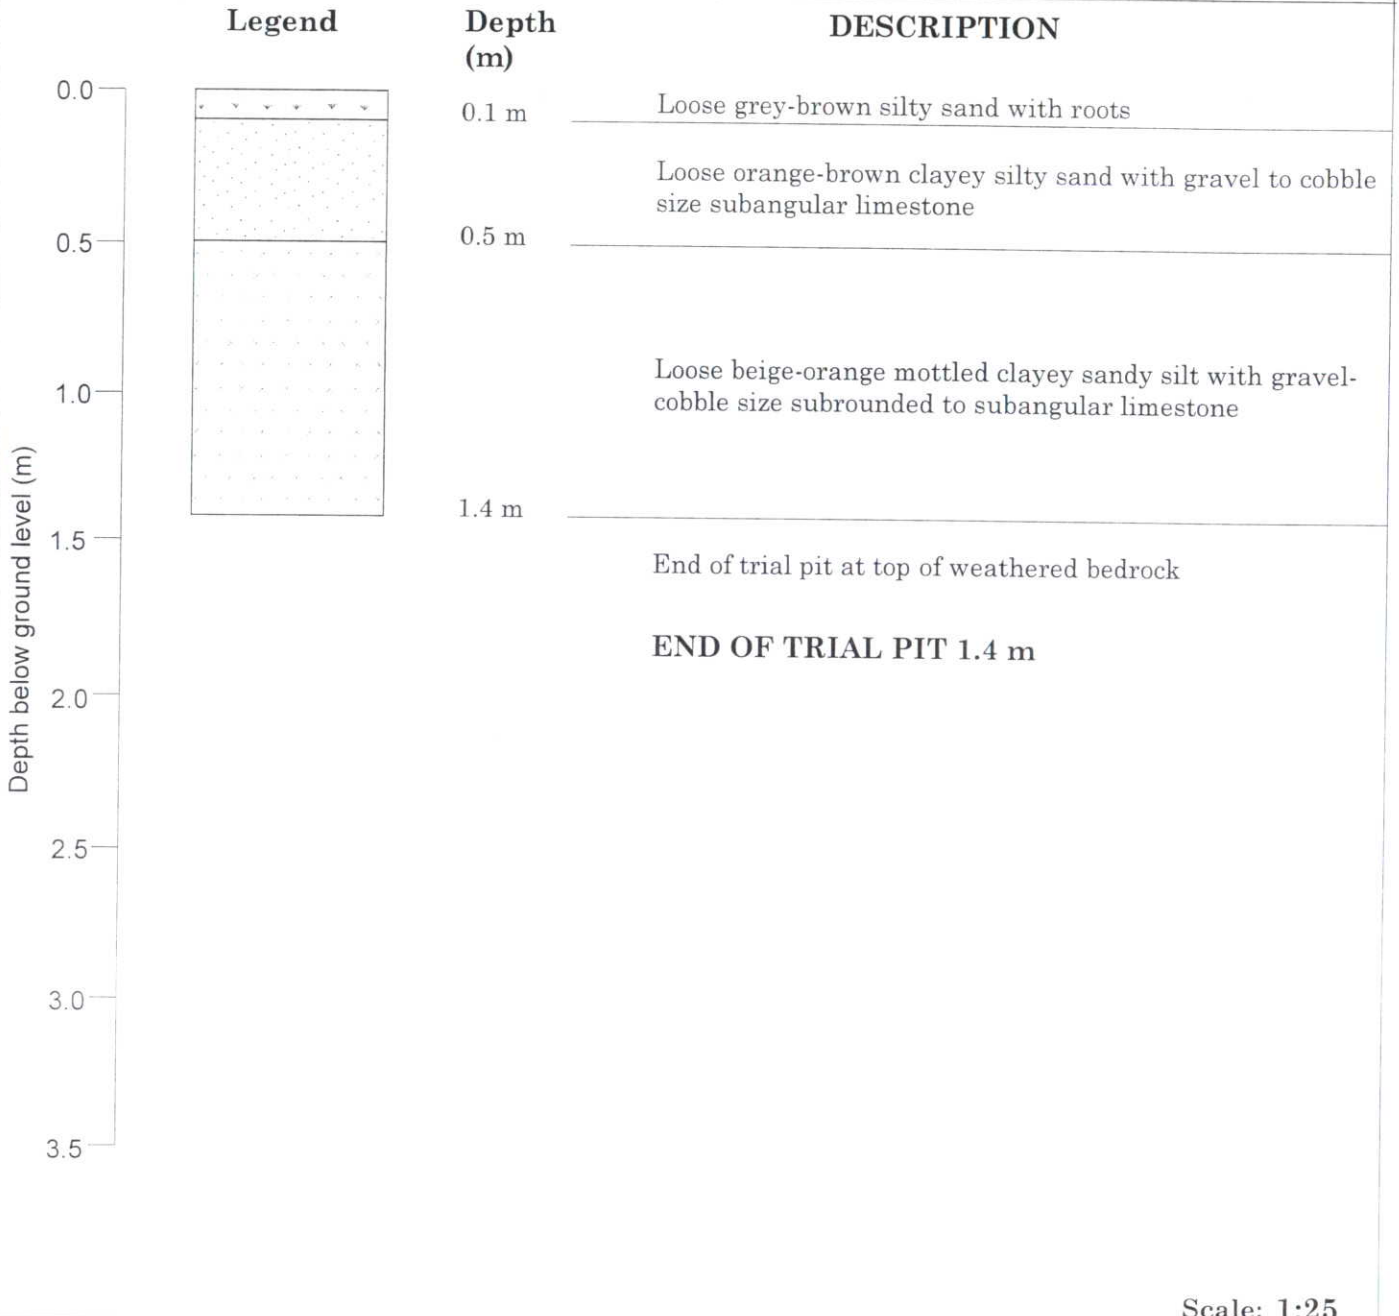 Legend
Depth
(m)
DESCRIPTION
0.0
0.1 m
Loose grey-brown silty sand with roots
Loose orange-brown clayey silty sand with gravel to cobble
size subangular limestone
0.5
0.5 m
Loose beige-orange mottled clayey sandy silt with gravel-
cobble size subrounded to subangular limestone
1.0
1.4 m
1.5
End of trial pit at top of weathered bedrock
END OF TRIAL PIT 1.4 m
2.0
2.5
3.0
3.5
Depth below ground level (m)
Scale: 1:25